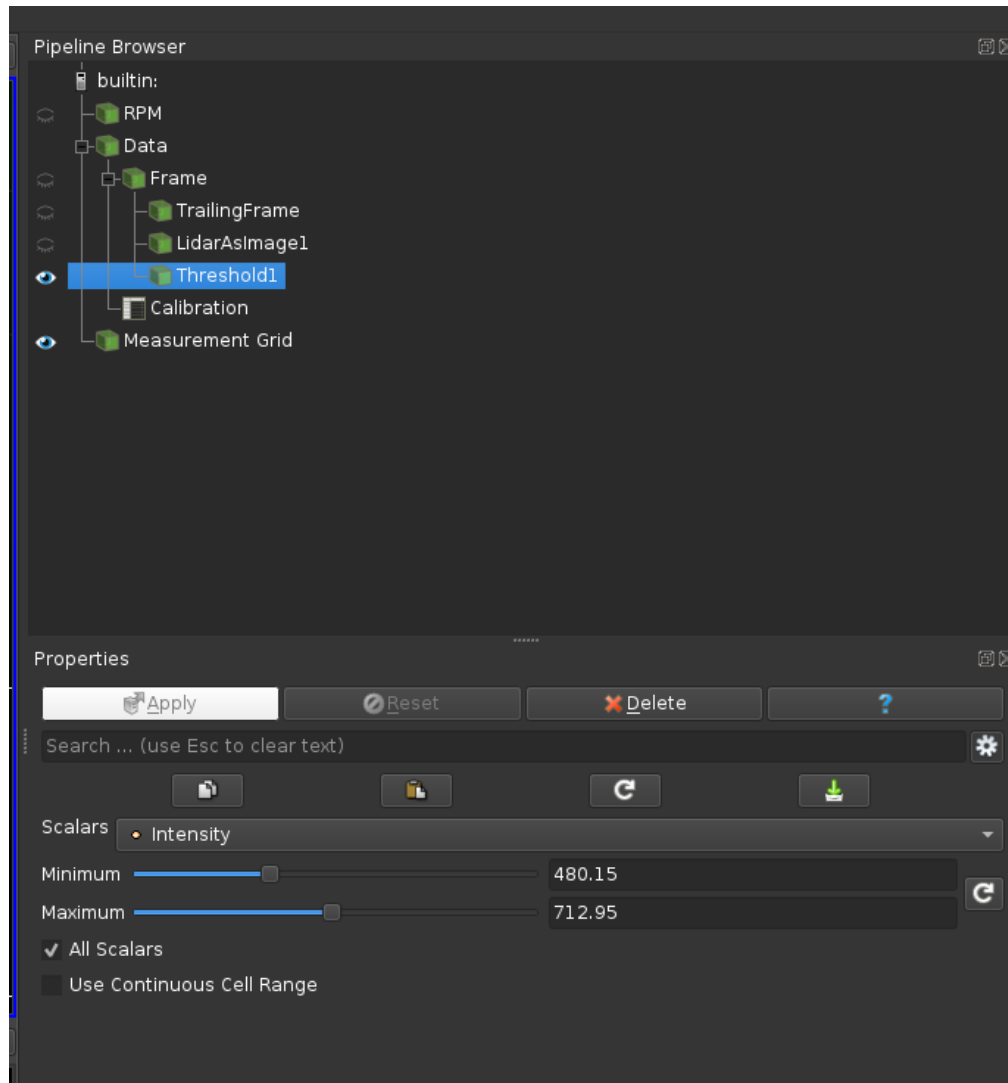 Pipeline Browser
builtin:
RPM
Data
Frame
TrailingFrame
LidarAsImage1
Threshold1
Calibration
Measurement Grid
Properties
Apply Reset Delete ?
Search ... (use Esc to clear text)
Scalars Intensity
Minimum 480.15
Maximum 712.95
All Scalars
Use Continuous Cell Range